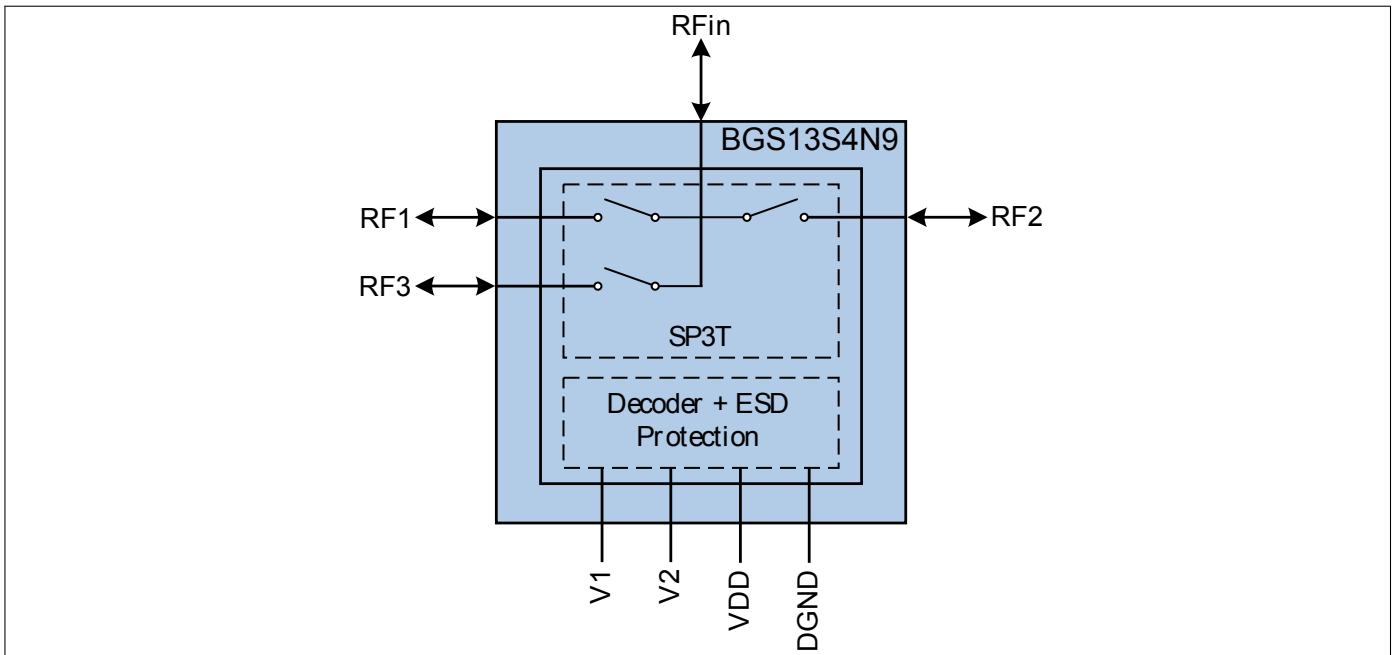 RFin
BGS13S4N9
RF1
RF2
RF3
SP3T
Decoder + ESD
Protection
V1
V2
VDD
DGND